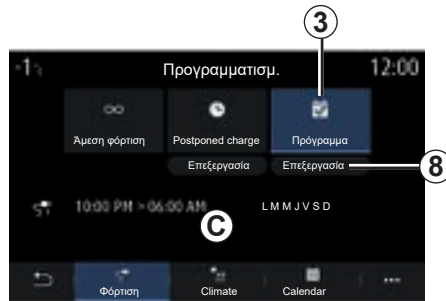 3
-1
Προγραμματισμ.
12:00
Άμεση φόρτιση
Postponed charge
Πρόγραμμα
Επεξεργασία
Επεξεργασία
8
10:00 PM > 06:00 AM
L M M J V S D
C
Φόρτιση
Climate
Calendar